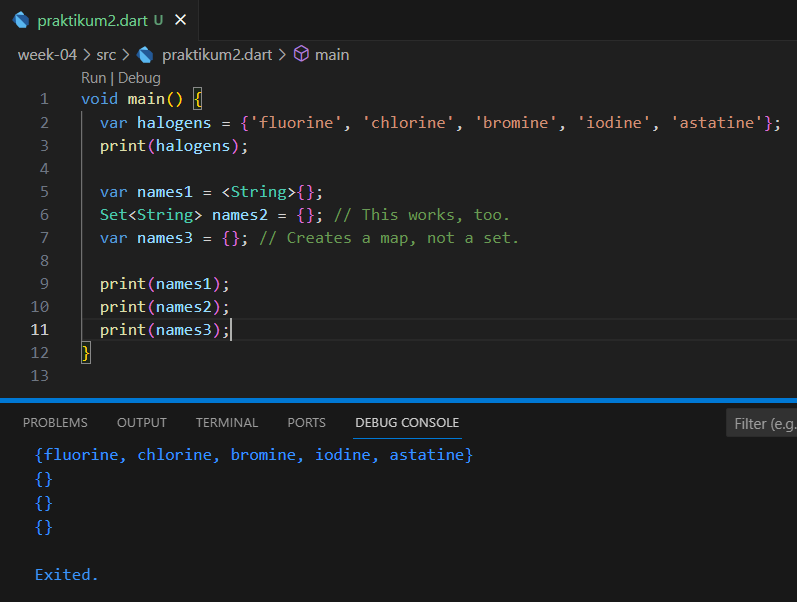 praktikum2.dart U ×
week-04 > src > praktikum2.dart > main
Run | Debug
1 void main() {
2   var halogens = {'fluorine', 'chlorine', 'bromine', 'iodine', 'astatine'};
3   print(halogens);
4
5   var names1 = <String>{};
6   Set<String> names2 = {}; // This works, too.
7   var names3 = {}; // Creates a map, not a set.
8
9   print(names1);
10   print(names2);
11   print(names3);
12 }
13
PROBLEMS OUTPUT TERMINAL PORTS DEBUG CONSOLE Filter (e.g.
{fluorine, chlorine, bromine, iodine, astatine}
{}
{}
{}
Exited.